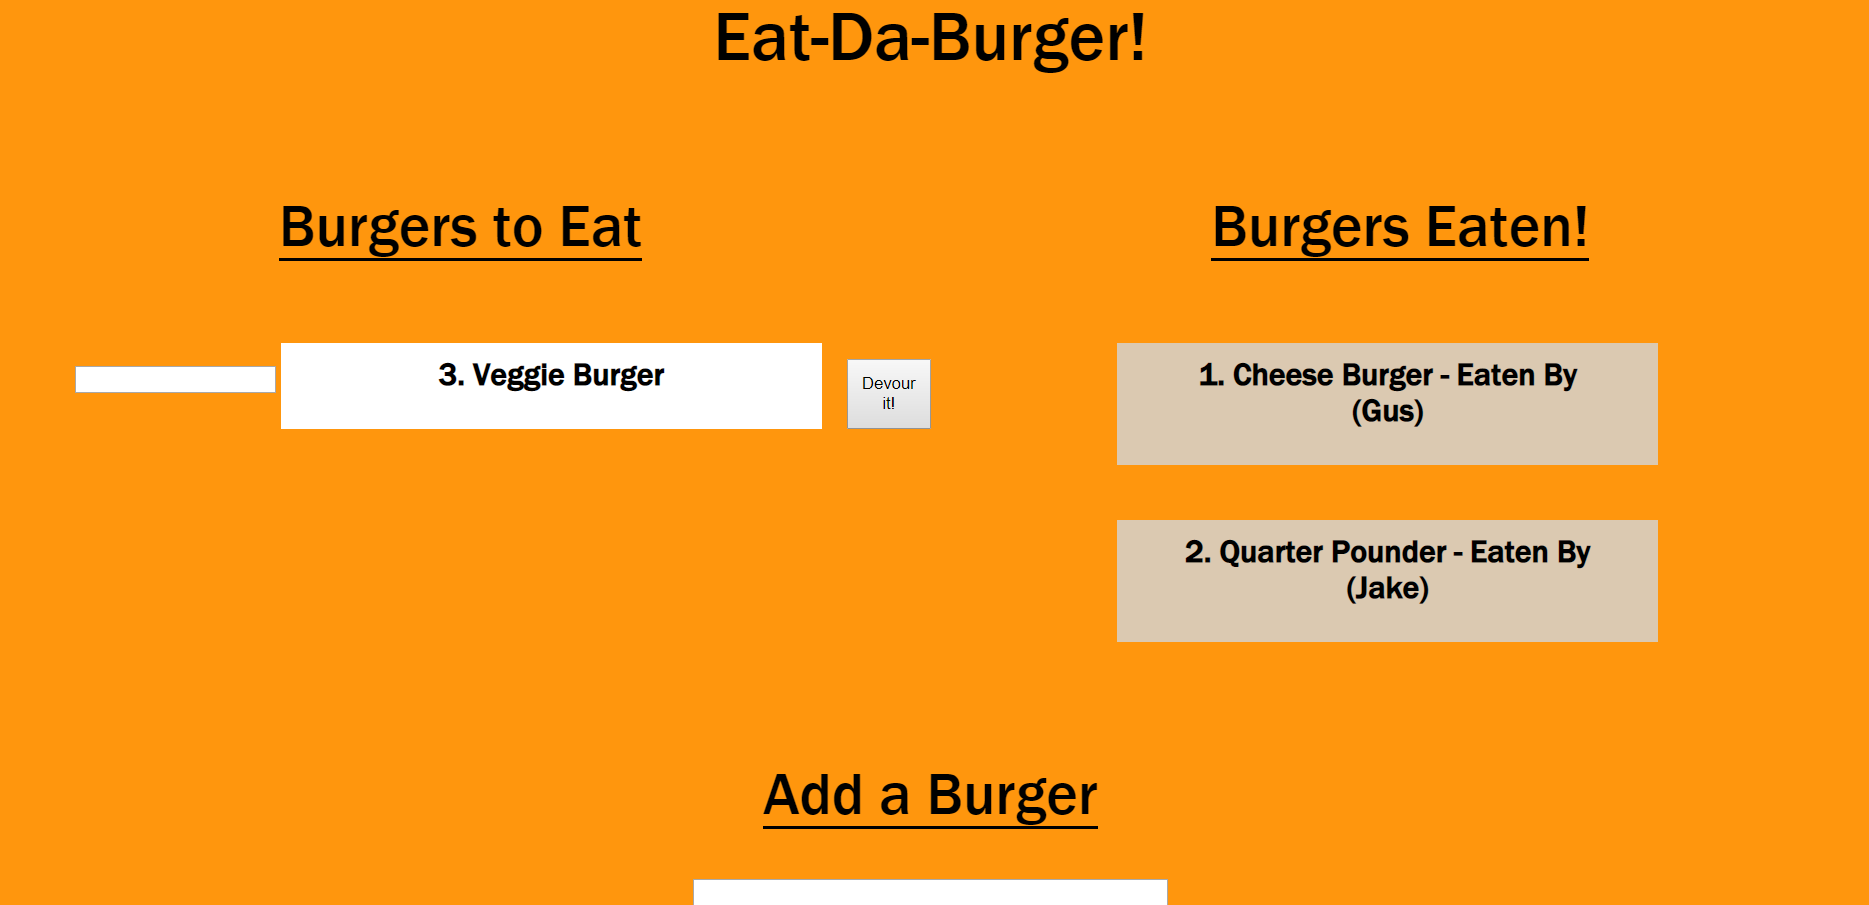 Eat-Da-Burger!
Burgers to Eat
3. Veggie Burger
Devour
it!
Burgers Eaten!
1. Cheese Burger - Eaten By
(Gus)
2. Quarter Pounder - Eaten By
(Jake)
Add a Burger